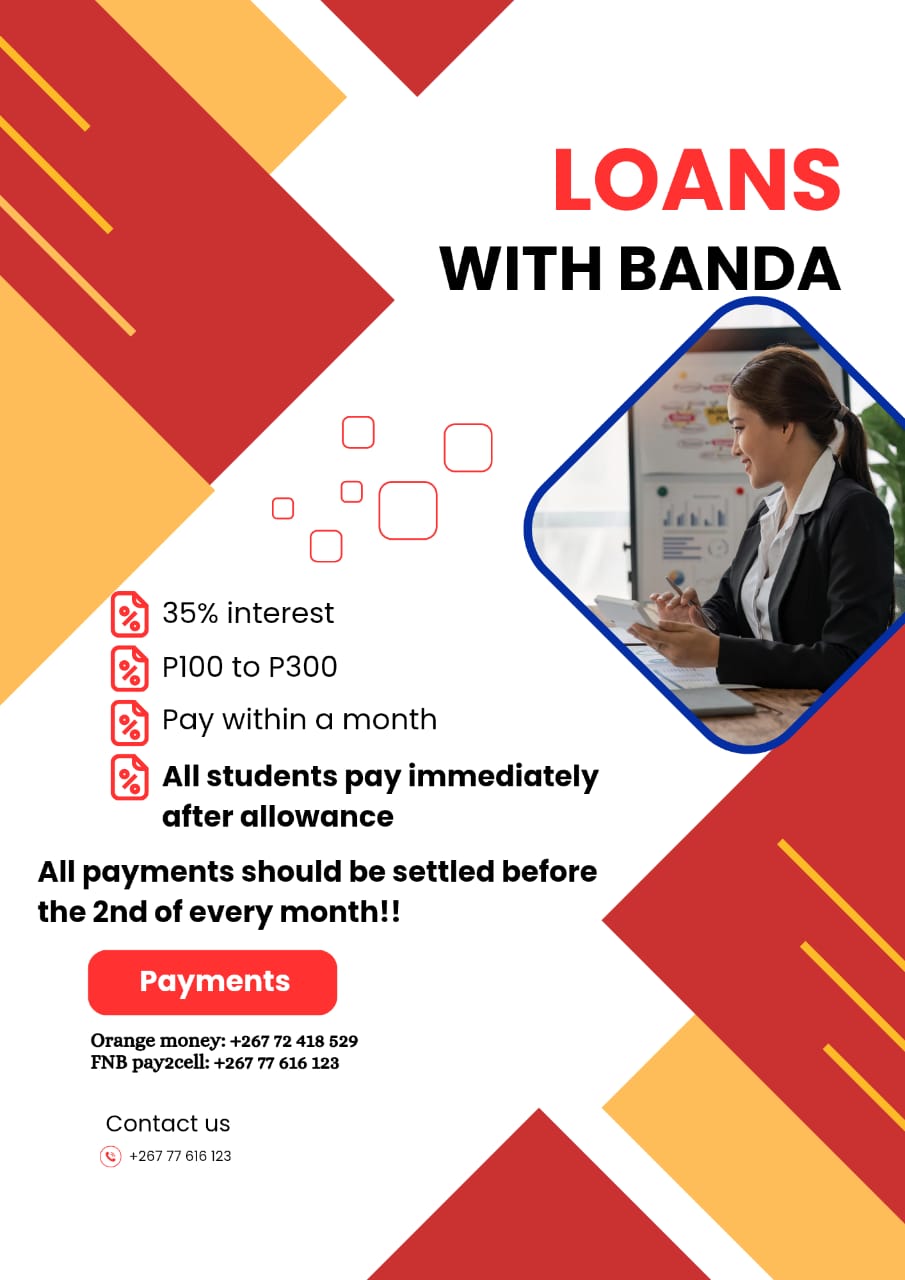 LOANS
WITH BANDA
35% interest
P100 to P300
Pay within a month
All students pay immediately
after allowance
All payments should be settled before
the 2nd of every month!!
Payments
Orange money: +267 72 418 529
FNB pay2cell: +267 77 616 123
Contact us
+267 77 616 123